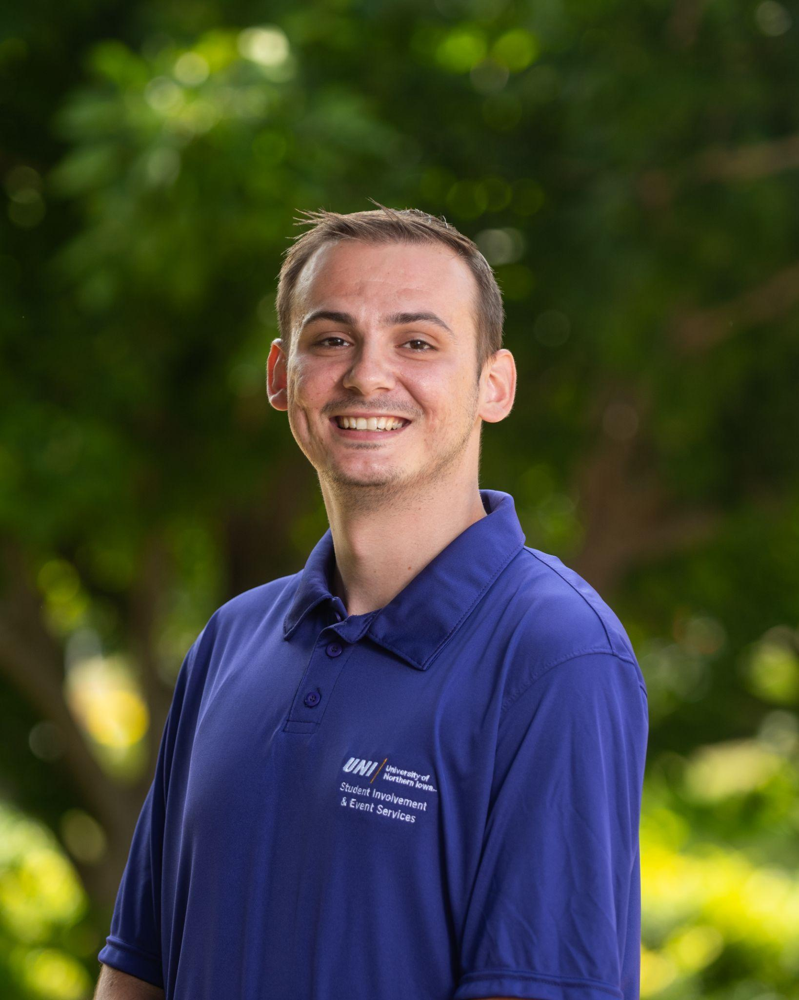 UNI University of
Northern Iowa
Student Involvement
& Event Services